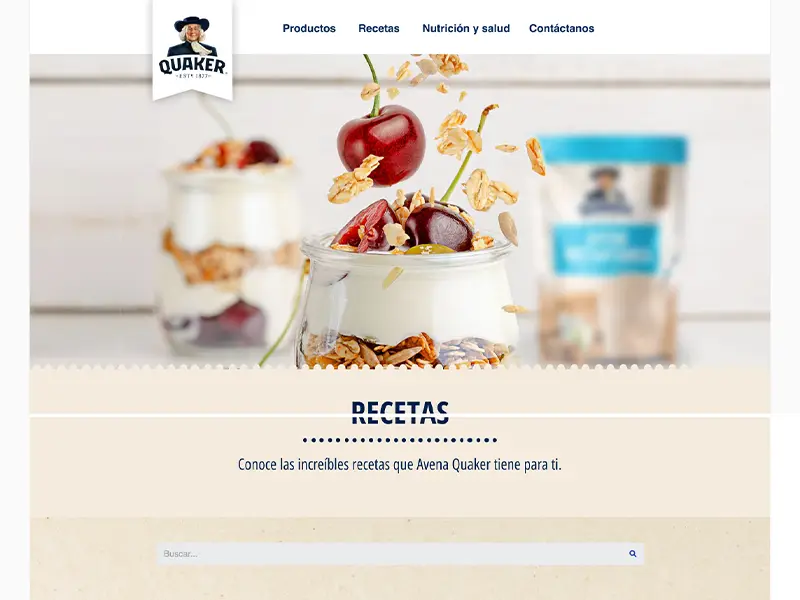 QUAKER
ESTD 1877
Productos
Recetas
Nutrición y salud
Contáctanos
RECETAS
Conoce las increíbles recetas que Avena Quaker tiene para ti.
Buscar...